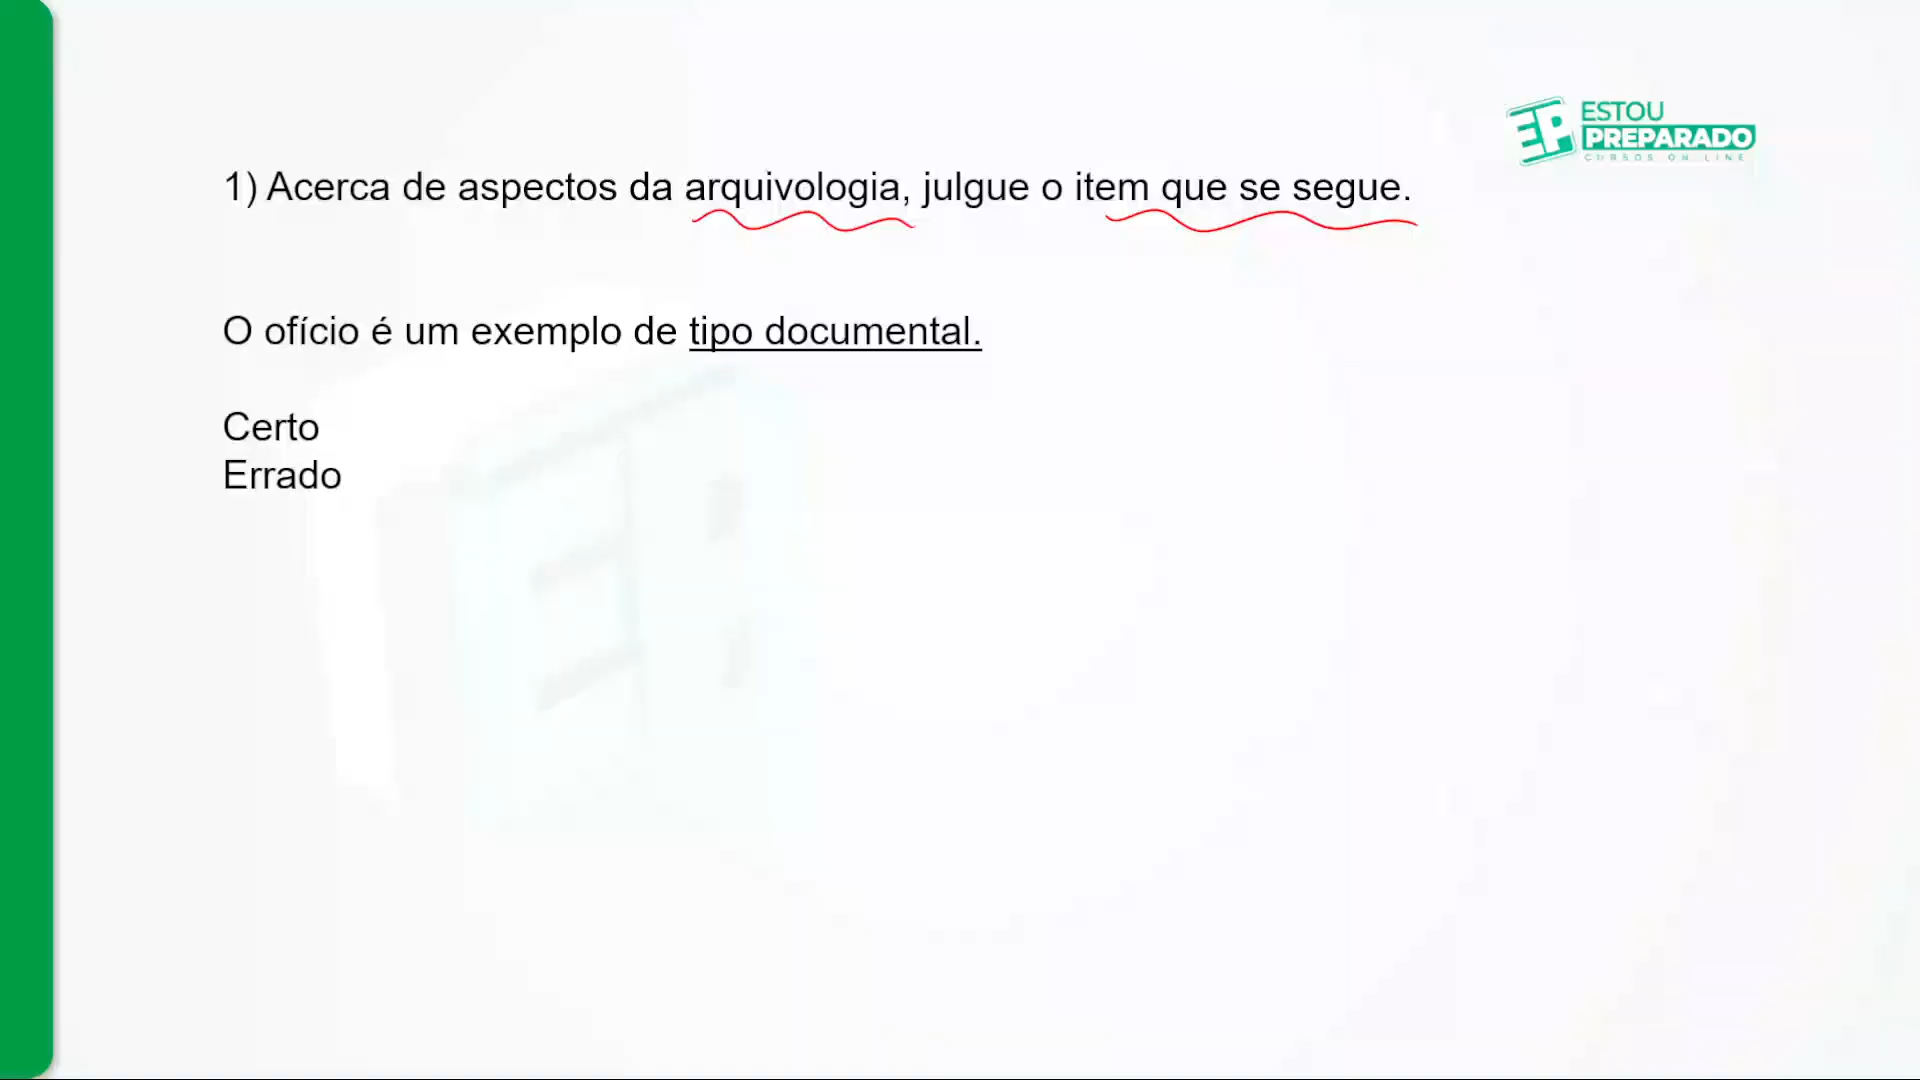 ESTOU
PREPARADO
CURSOS ON LINE
1) Acerca de aspectos da arquivologia, julgue o item que se segue.
O ofício é um exemplo de tipo documental.
Certo
Errado